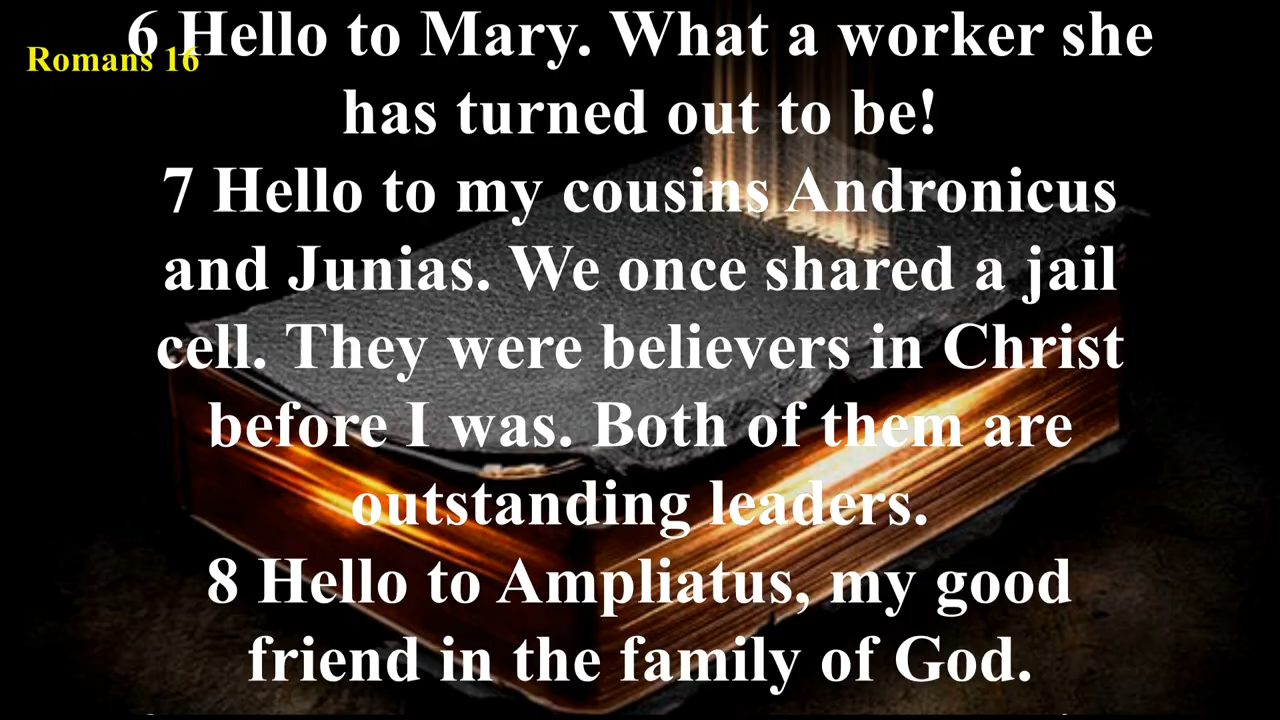 Romans 16
6 Hello to Mary. What a worker she
has turned out to be!
7 Hello to my cousins Andronicus
and Junias. We once shared a jail
cell. They were believers in Christ
before I was. Both of them are
outstanding leaders.
8 Hello to Ampliatus, my good
friend in the family of God.